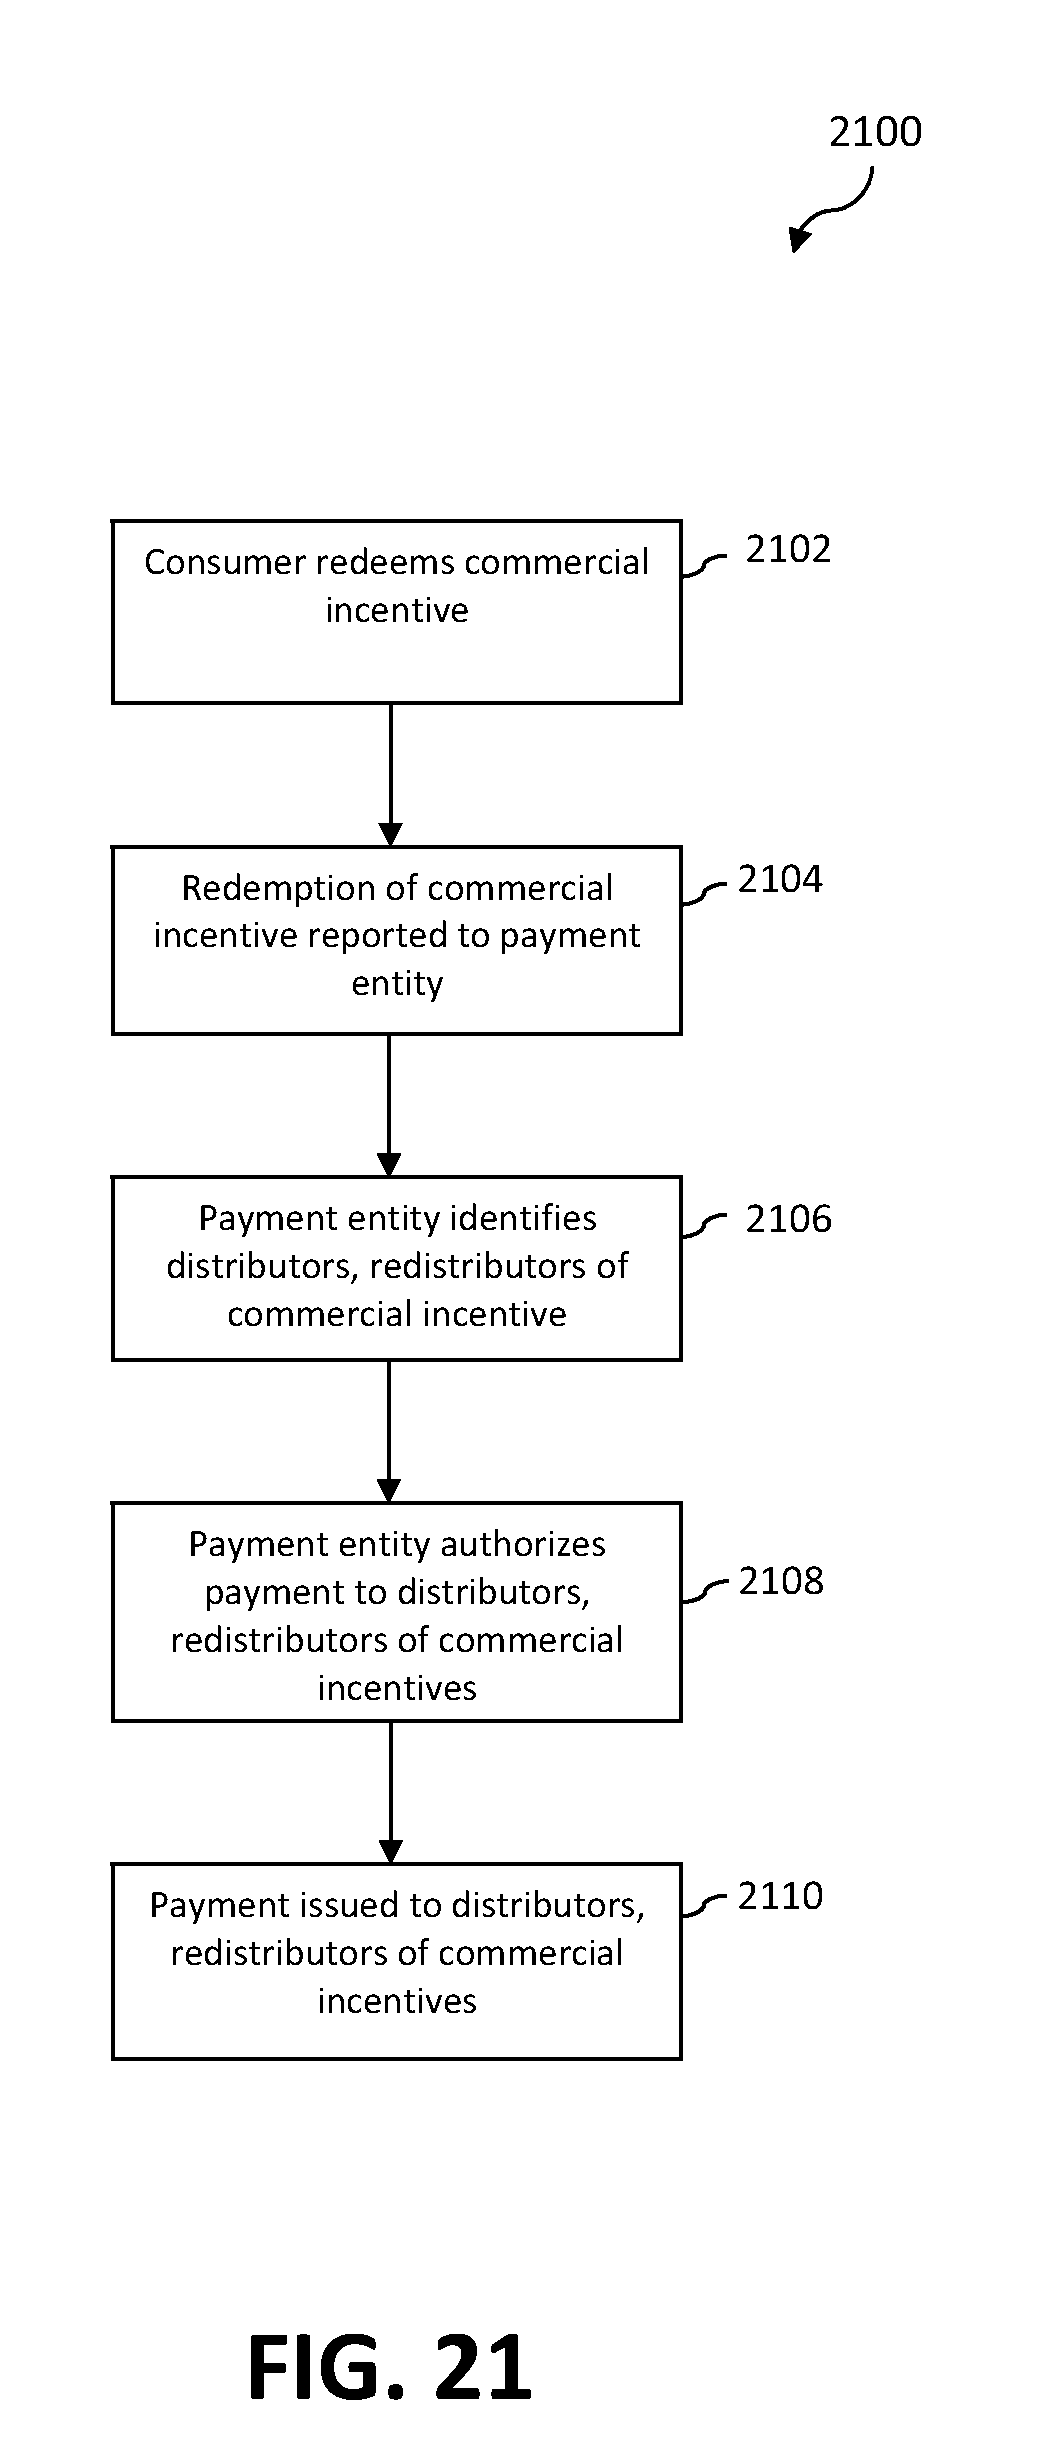 2100
Consumer redeems commercial
incentive
2102
Redemption of commercial
incentive reported to payment
entity
2104
Payment entity identifies
distributors, redistributors of
commercial incentive
2106
Payment entity authorizes
payment to distributors,
redistributors of commercial
incentives
2108
Payment issued to distributors,
redistributors of commercial
incentives
2110
FIG. 21